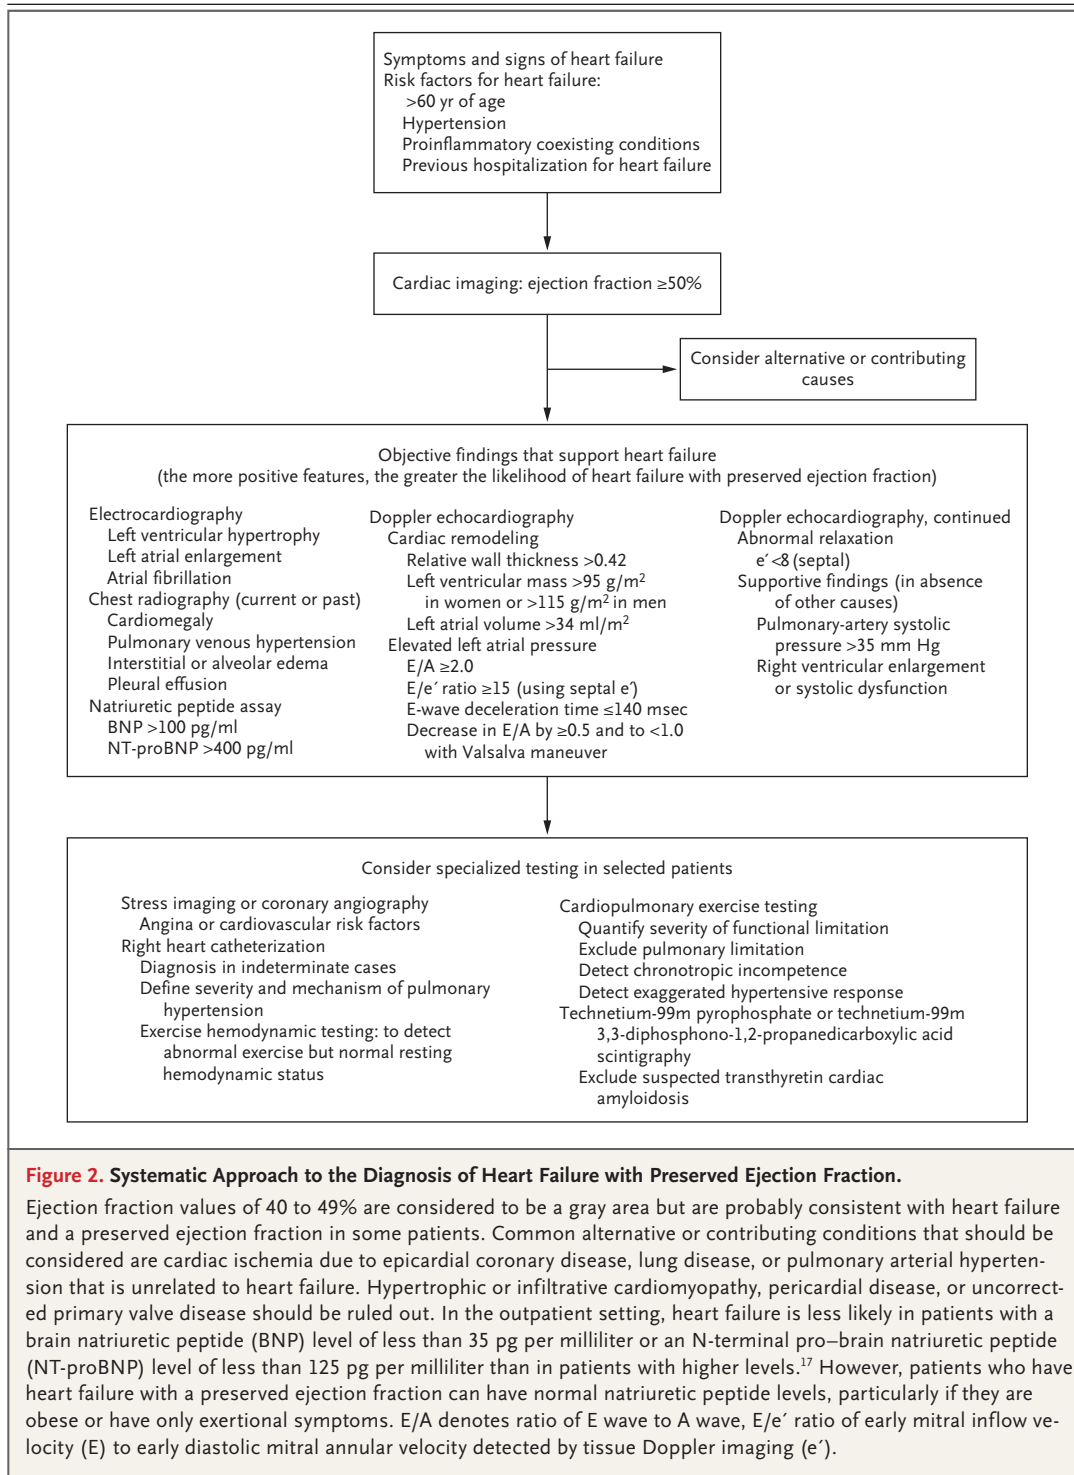 Symptoms and signs of heart failure
Risk factors for heart failure:
>60 yr of age
Hypertension
Proinflammatory coexisting conditions
Previous hospitalization for heart failure
Cardiac imaging: ejection fraction ≥50%
Consider alternative or contributing
causes
Objective findings that support heart failure
(the more positive features, the greater the likelihood of heart failure with preserved ejection fraction)
Electrocardiography
Left ventricular hypertrophy
Left atrial enlargement
Atrial fibrillation
Chest radiography (current or past)
Cardiomegaly
Pulmonary venous hypertension
Interstitial or alveolar edema
Pleural effusion
Natriuretic peptide assay
BNP >100 pg/ml
NT-proBNP >400 pg/ml
Doppler echocardiography
Cardiac remodeling
Relative wall thickness >0.42
Left ventricular mass >95 g/m²
in women or >115 g/m² in men
Left atrial volume >34 ml/m²
Elevated left atrial pressure
E/A ≥2.0
E/e′ ratio ≥15 (using septal e′)
E-wave deceleration time ≤140 msec
Decrease in E/A by ≥0.5 and to <1.0
with Valsalva maneuver
Doppler echocardiography, continued
Abnormal relaxation
e′ <8 (septal)
Supportive findings (in absence
of other causes)
Pulmonary-artery systolic
pressure >35 mm Hg
Right ventricular enlargement
or systolic dysfunction
Consider specialized testing in selected patients
Stress imaging or coronary angiography
Angina or cardiovascular risk factors
Right heart catheterization
Diagnosis in indeterminate cases
Define severity and mechanism of pulmonary
hypertension
Exercise hemodynamic testing: to detect
abnormal exercise but normal resting
hemodynamic status
Cardiopulmonary exercise testing
Quantify severity of functional limitation
Exclude pulmonary limitation
Detect chronotropic incompetence
Detect exaggerated hypertensive response
Technetium-99m pyrophosphate or technetium-99m
3,3-diphosphono-1,2-propanedicarboxylic acid
scintigraphy
Exclude suspected transthyretin cardiac
amyloidosis
Figure 2. Systematic Approach to the Diagnosis of Heart Failure with Preserved Ejection Fraction.
Ejection fraction values of 40 to 49% are considered to be a gray area but are probably consistent with heart failure
and a preserved ejection fraction in some patients. Common alternative or contributing conditions that should be
considered are cardiac ischemia due to epicardial coronary disease, lung disease, or pulmonary arterial hyperten-
sion that is unrelated to heart failure. Hypertrophic or infiltrative cardiomyopathy, pericardial disease, or uncorrect-
ed primary valve disease should be ruled out. In the outpatient setting, heart failure is less likely in patients with a
brain natriuretic peptide (BNP) level of less than 35 pg per milliliter or an N-terminal pro–brain natriuretic peptide
(NT-proBNP) level of less than 125 pg per milliliter than in patients with higher levels.¹⁷ However, patients who have
heart failure with a preserved ejection fraction can have normal natriuretic peptide levels, particularly if they are
obese or have only exertional symptoms. E/A denotes ratio of E wave to A wave, E/e′ ratio of early mitral inflow ve-
locity (E) to early diastolic mitral annular velocity detected by tissue Doppler imaging (e′).